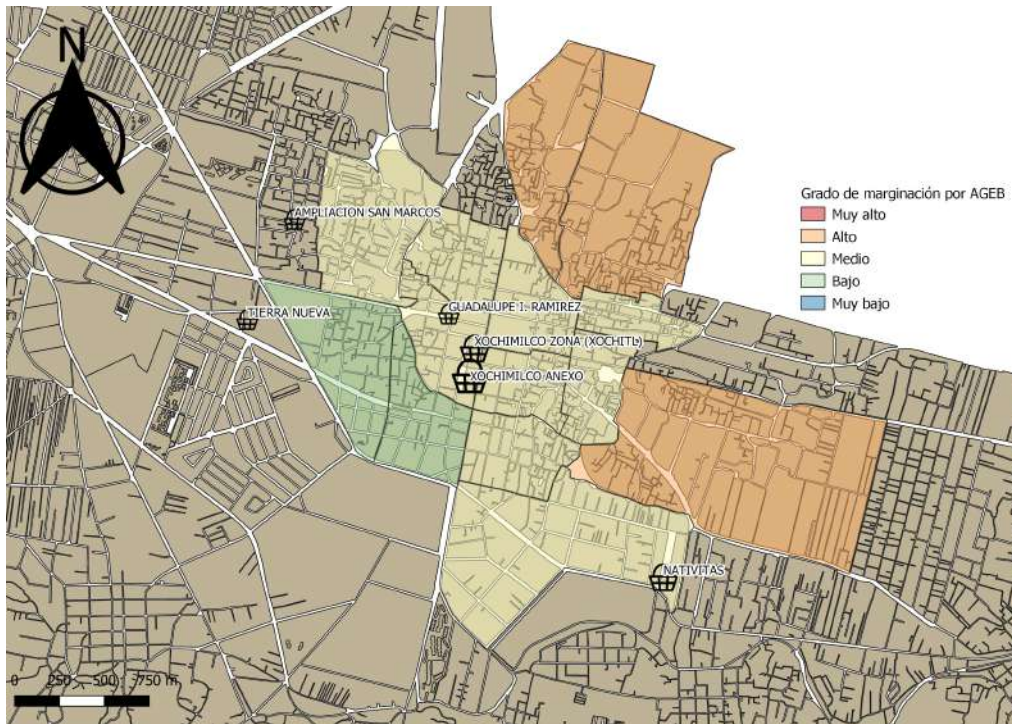 N
AMPLIACION SAN MARCOS
TIERRA NUEVA
GUADALUPE I. RAMIREZ
XOCHIMILCO ZONA (XOCHITL)
XOCHIMILCO ANEXO
NATIVITAS
Grado de marginación por AGEB
Muy alto
Alto
Medio
Bajo
Muy bajo
0 250 500 750 m